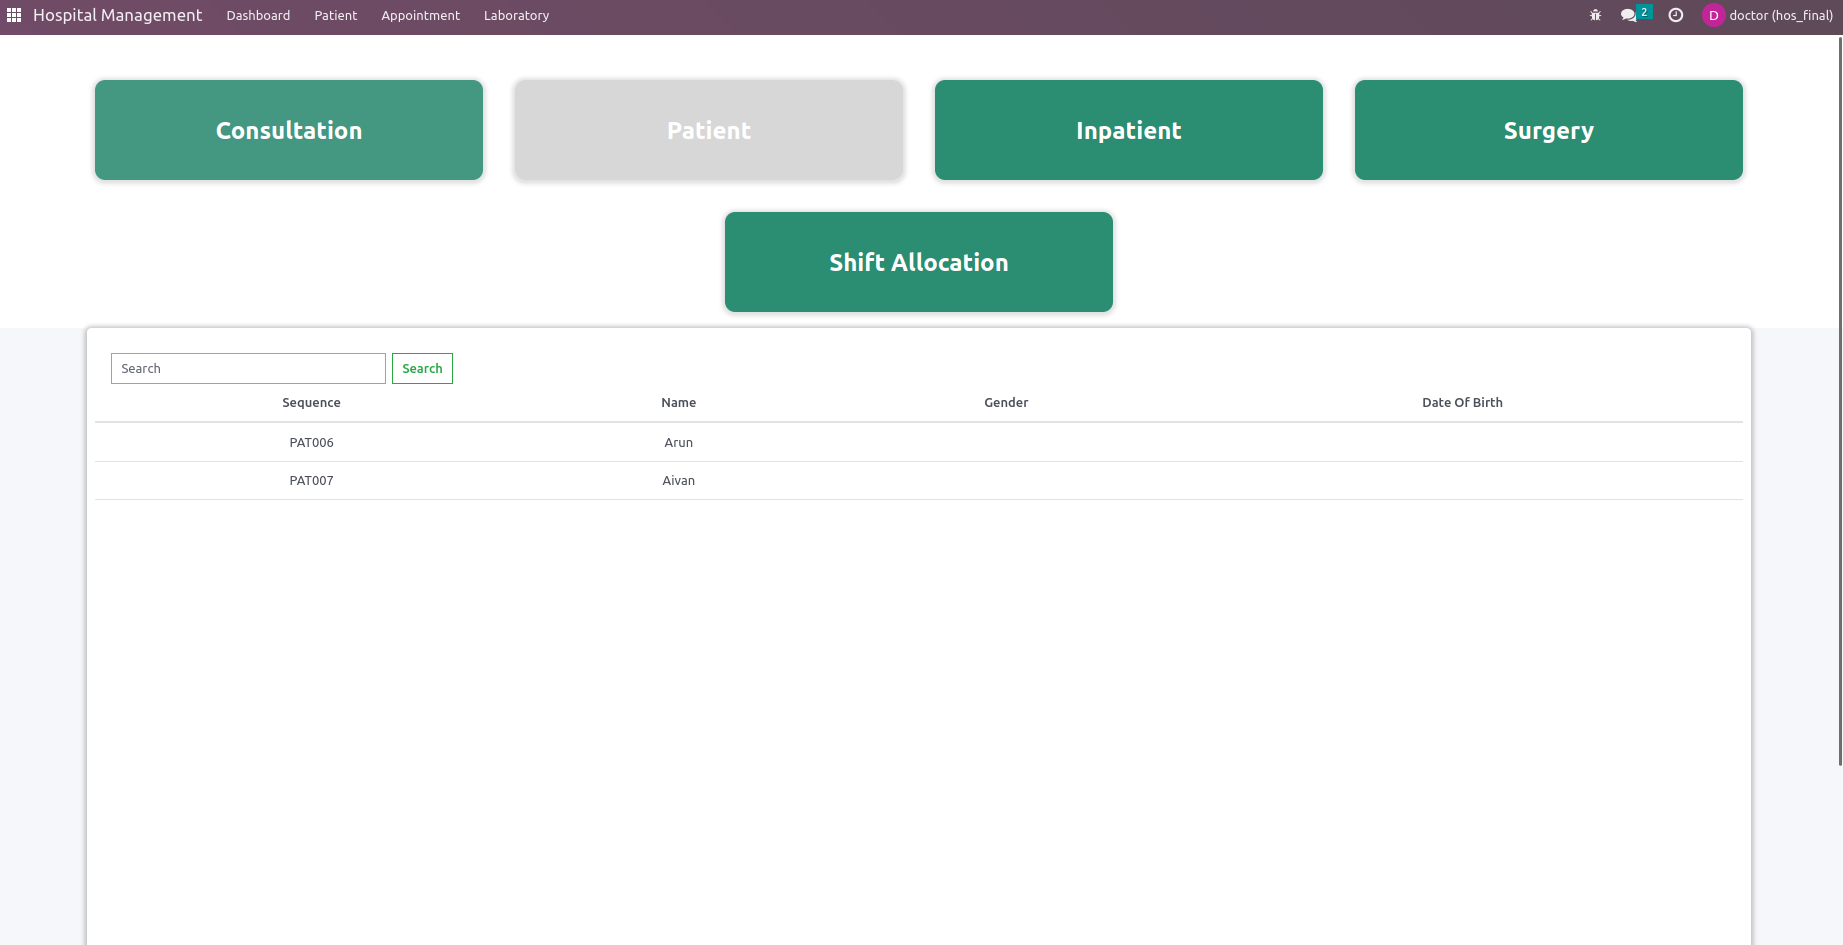 Hospital Management Dashboard Patient Appointment Laboratory 2 D doctor (hos_final)
Consultation Patient Inpatient Surgery
Shift Allocation
Search Search
Sequence Name Gender Date Of Birth
PAT006 Arun
PAT007 Aivan